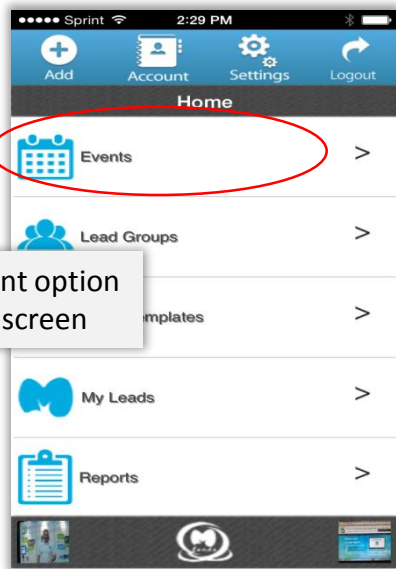 Sprint 2:29 PM
Add Account Settings Logout
Home
Events >
Lead Groups >
nt option
screen
mplates >
My Leads >
Reports >